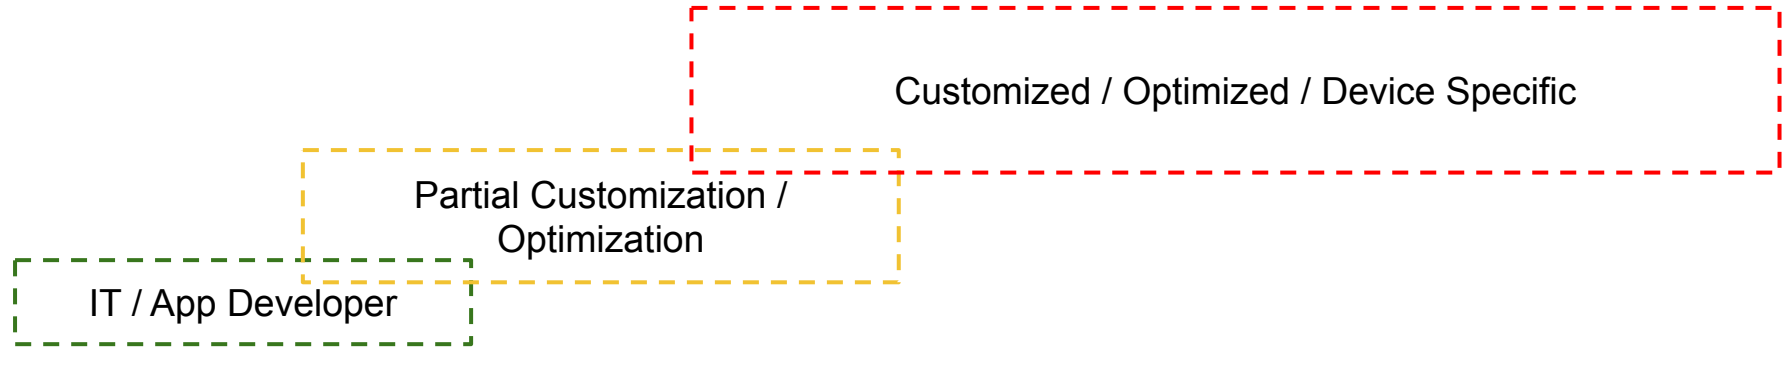 Customized / Optimized / Device Specific
Partial Customization /
Optimization
IT / App Developer